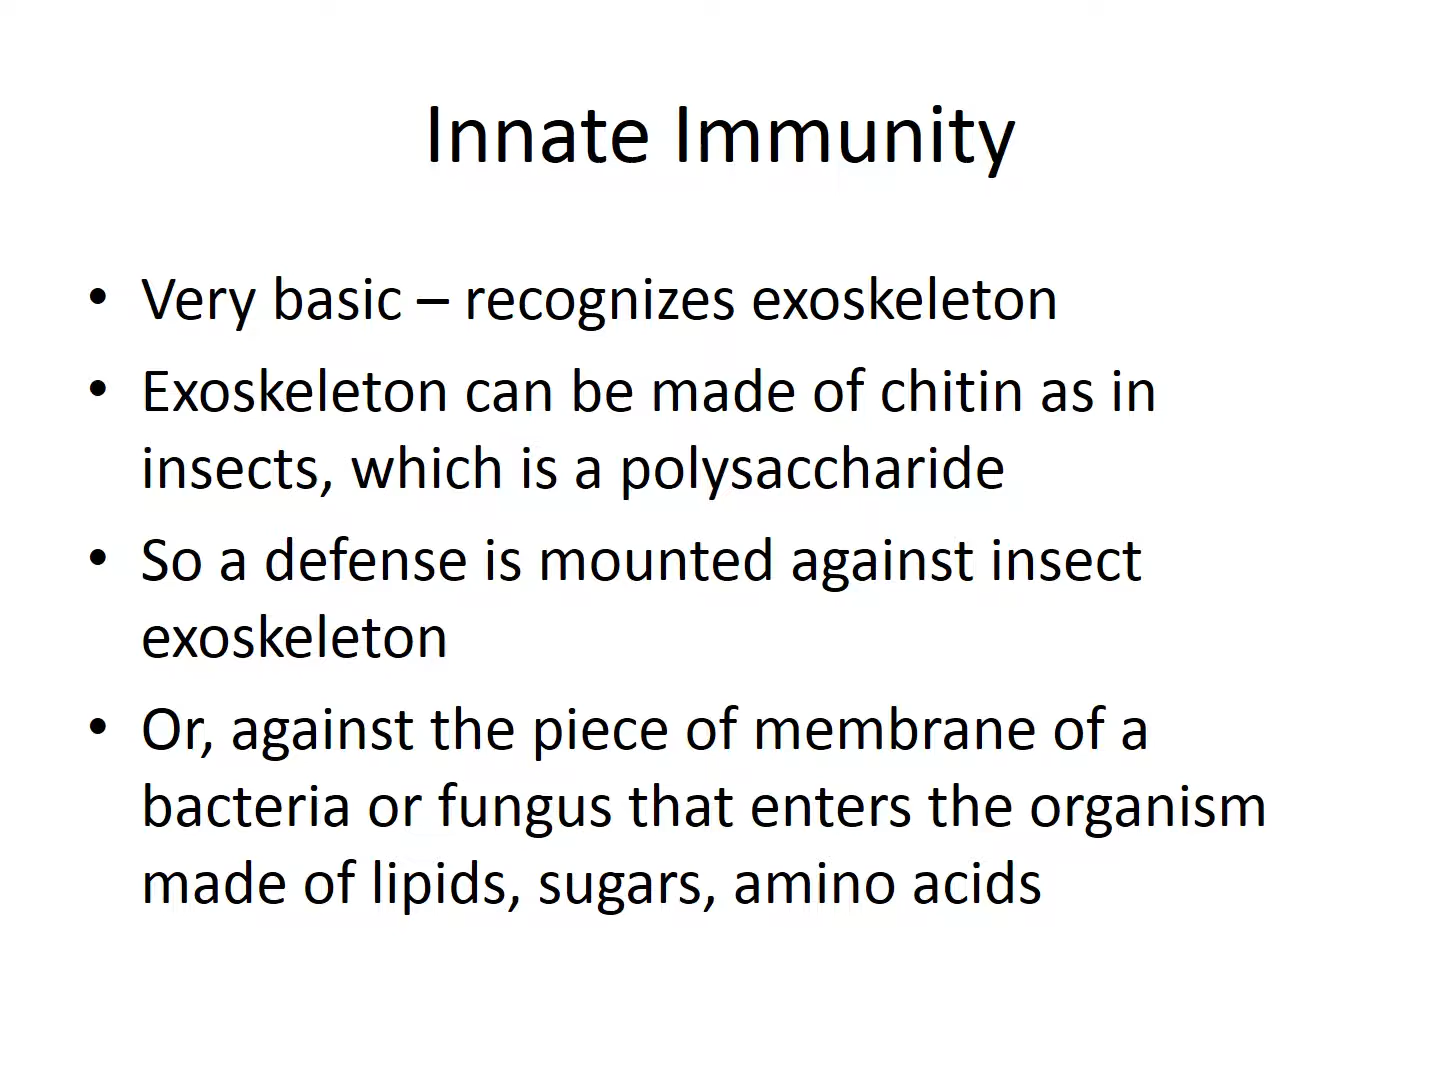 Innate Immunity
• Very basic – recognizes exoskeleton
• Exoskeleton can be made of chitin as in
insects, which is a polysaccharide
• So a defense is mounted against insect
exoskeleton
• Or, against the piece of membrane of a
bacteria or fungus that enters the organism
made of lipids, sugars, amino acids